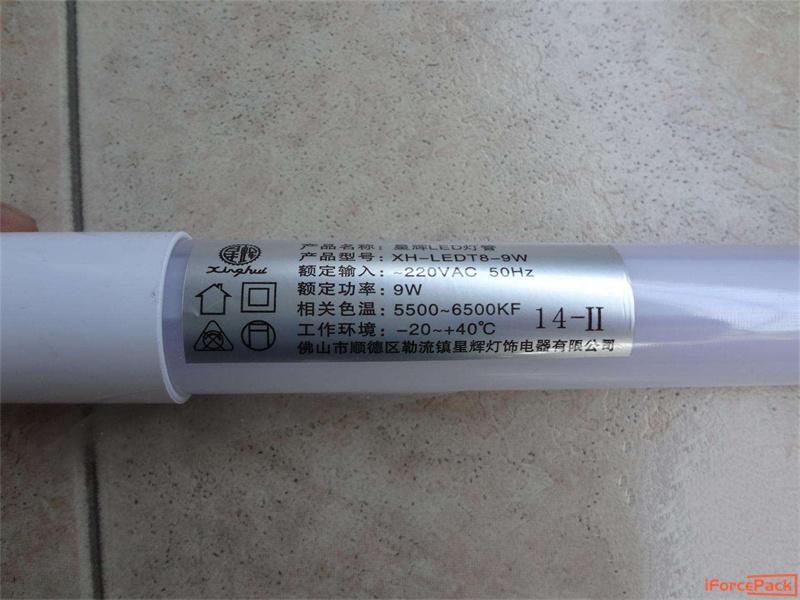 星辉
Xinghui
产品名称：星辉LED灯管
产品型号：XH-LEDT8-9W
额定输入：~220VAC 50Hz
额定功率：9W
相关色温：5500~6500KF
工作环境：-20~+40℃
14-II
佛山市顺德区勒流镇星辉灯饰电器有限公司
iForcePack